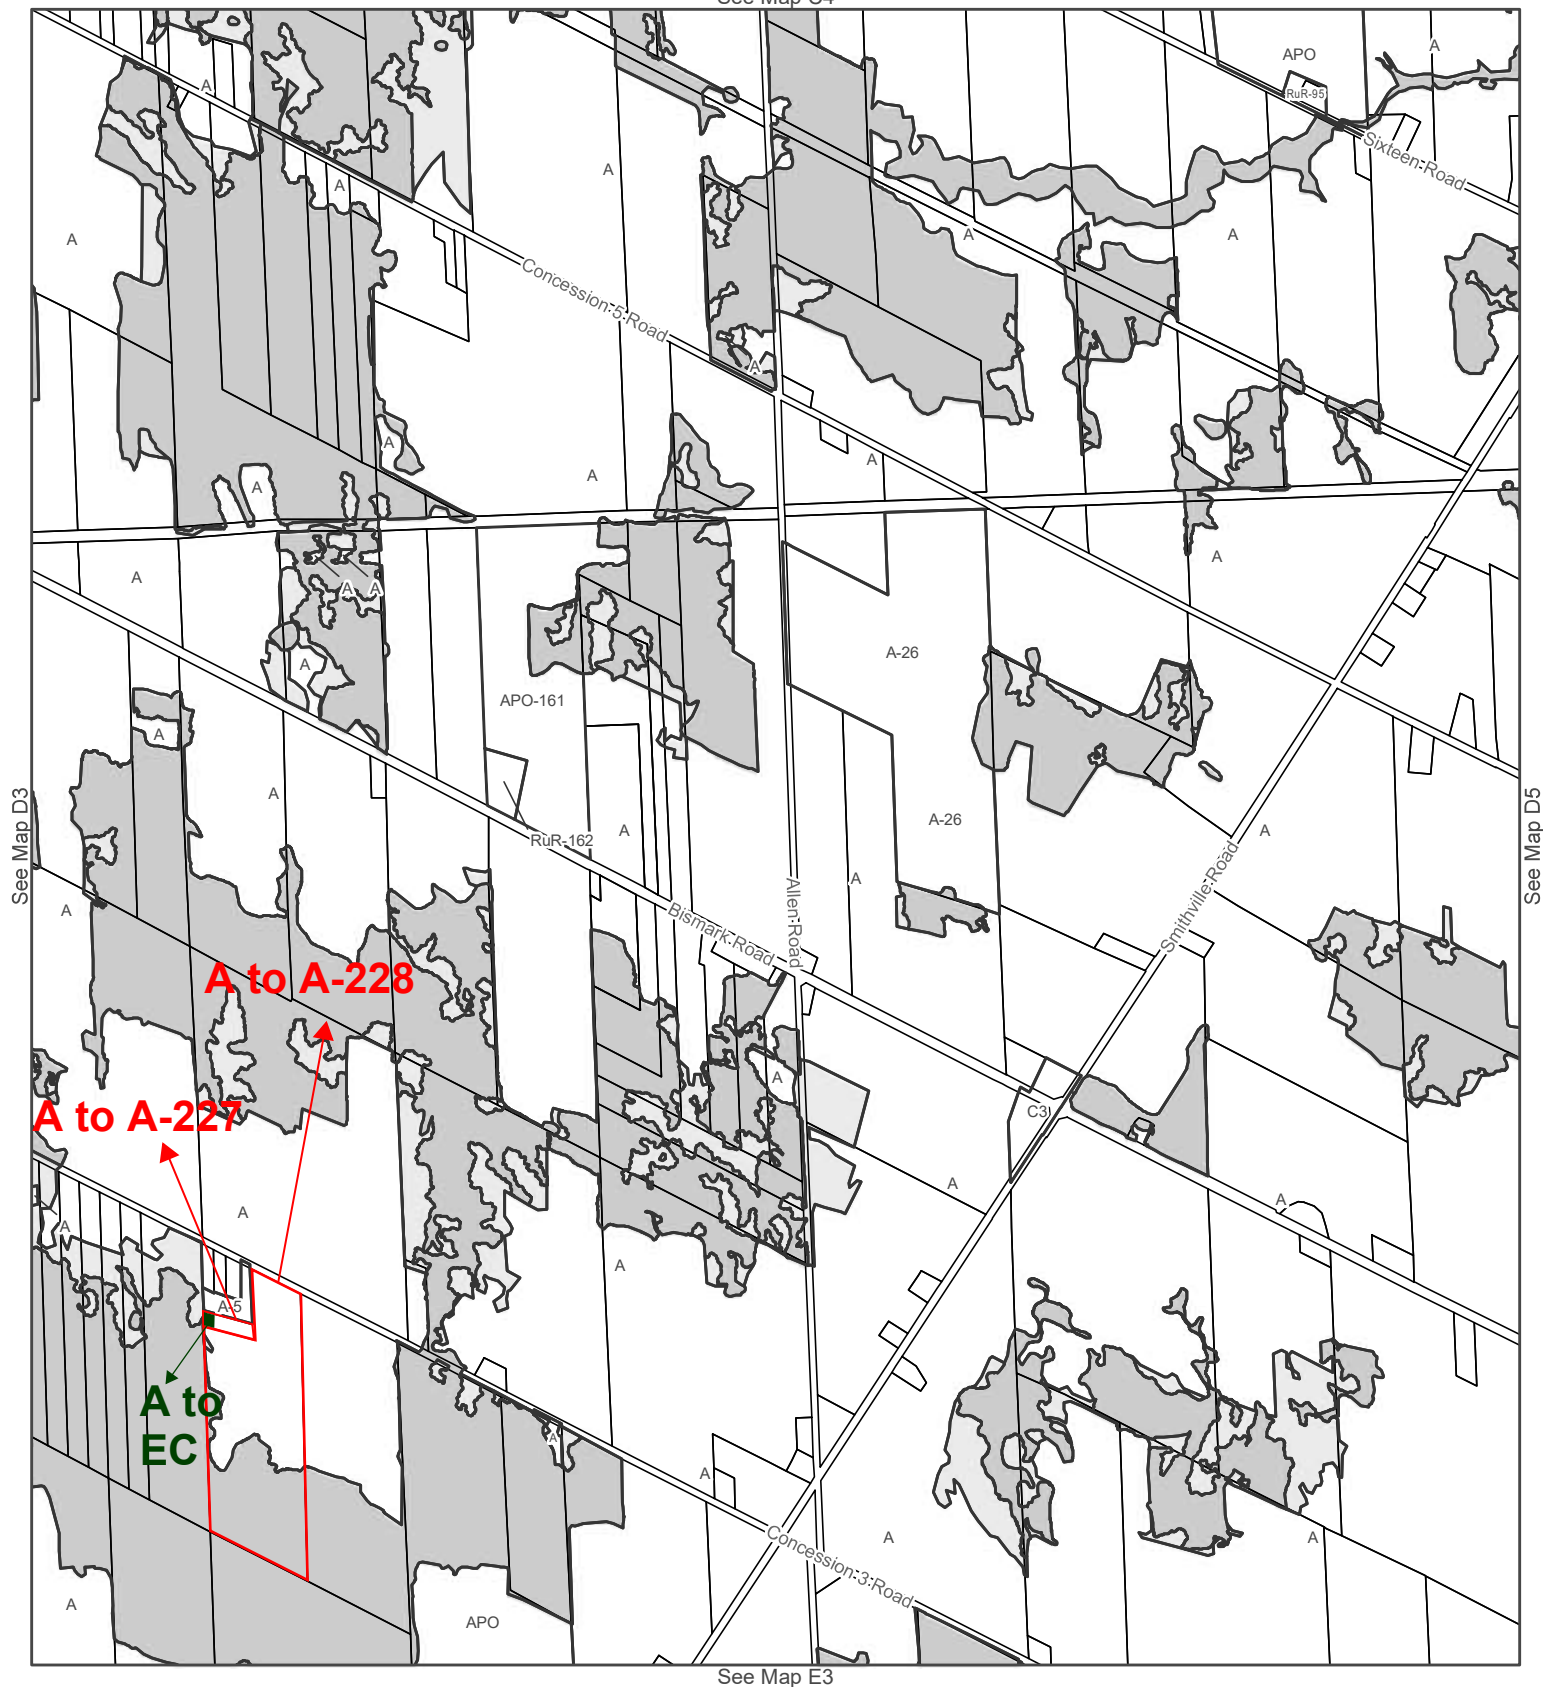 See Map C4
APO
A
RuR-95
A
Sixteen Road
A
A
A
A
A
Concession 5 Road
A
A
A
A
A
A
A
A
A
A
A
A-26
APO-161
A
A
A-26
RuR-162
A
A
See Map D3
See Map D5
Allen Road
Smithville Road
A
A
Bismark Road
A to A-228
A
C3
A to A-227
A
A
A
A
A
A-5
A to
EC
A
A
Concession 3 Road
A
A
A
APO
See Map E3